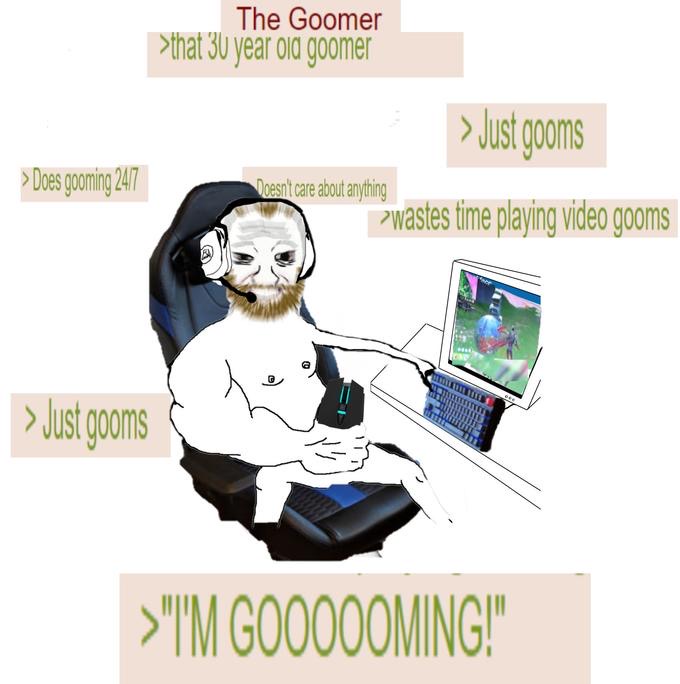 The Goomer
>that 30 year old goomer
> Just gooms
> Does gooming 24/7
Doesn't care about anything
>wastes time playing video gooms
> Just gooms
>"I'M GOOOOOOMING!"